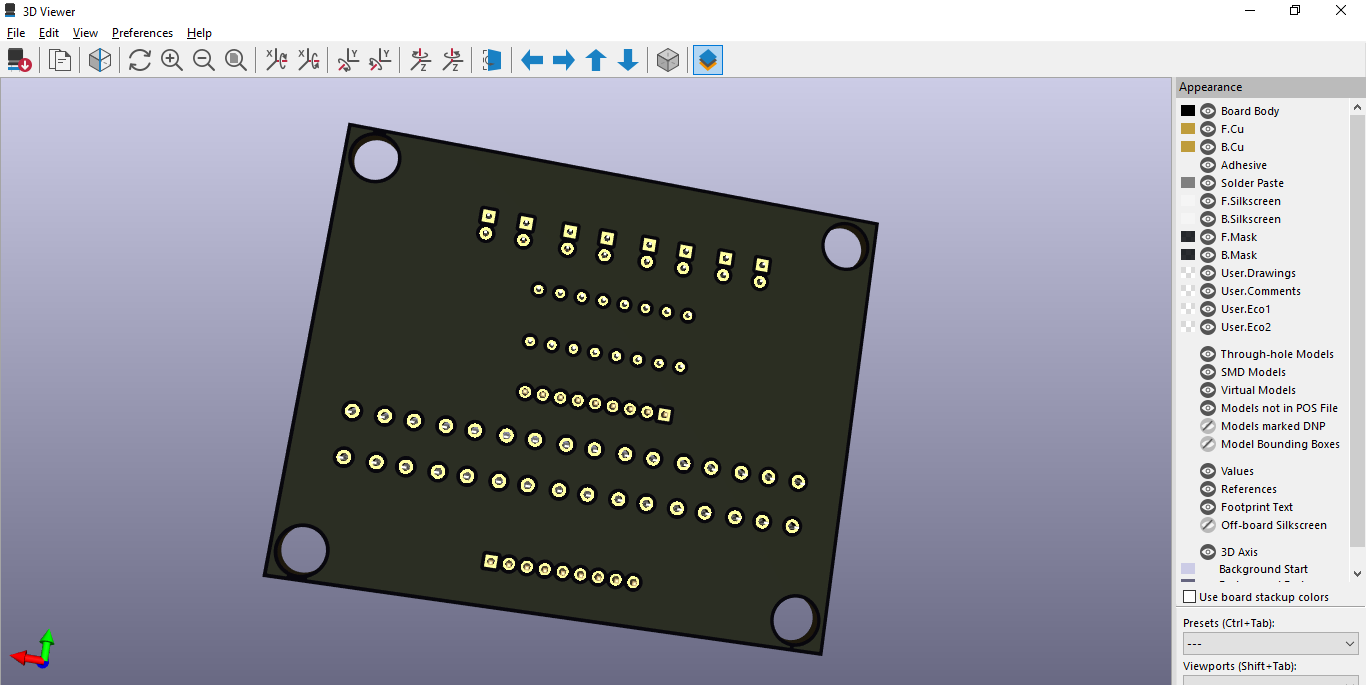 3D Viewer
File Edit View Preferences Help
X X Y Y Z Z
Appearance
Board Body
F.Cu
B.Cu
Adhesive
Solder Paste
F.Silkscreen
B.Silkscreen
F.Mask
B.Mask
User.Drawings
User.Comments
User.Eco1
User.Eco2
Through-hole Models
SMD Models
Virtual Models
Models not in POS File
Models marked DNP
Model Bounding Boxes
Values
References
Footprint Text
Off-board Silkscreen
3D Axis
Background Start
Use board stackup colors
Presets (Ctrl+Tab):
---
Viewports (Shift+Tab):